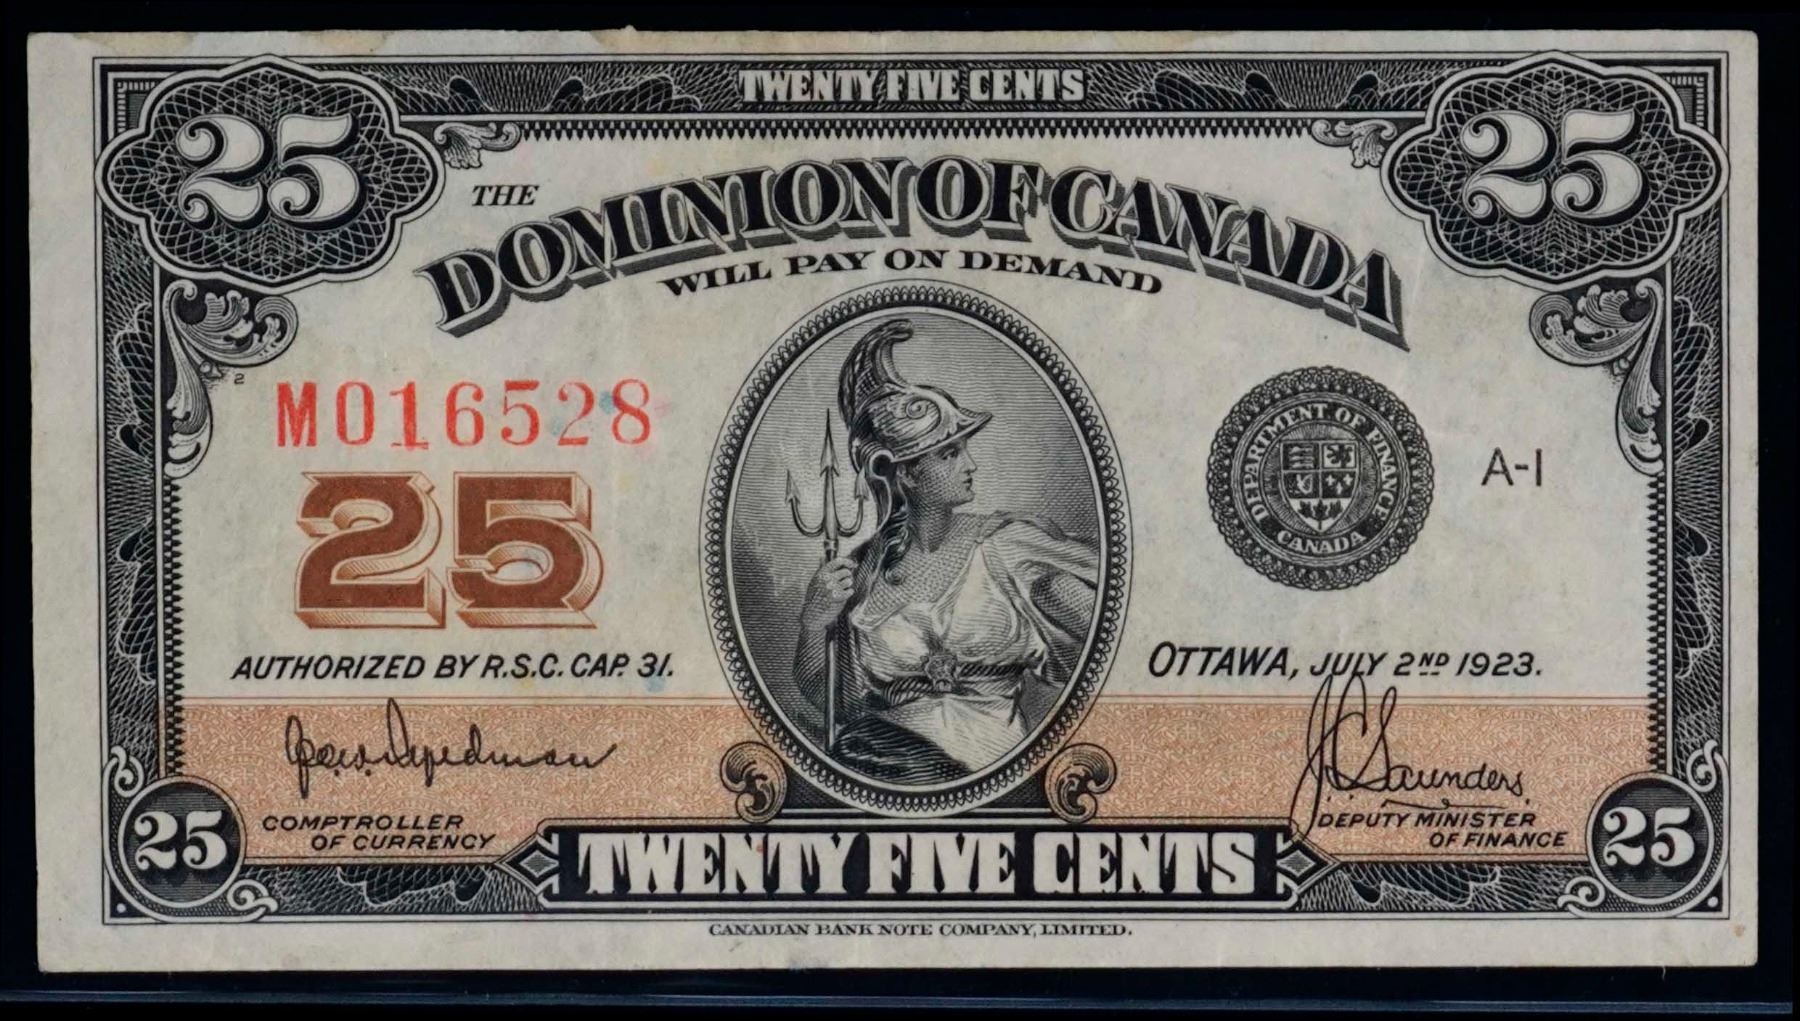 TWENTY FIVE CENTS
25
25
THE
DOMINION OF CANADA
WILL PAY ON DEMAND
2
M016528
25
DEPARTMENT OF FINANCE
CANADA
A-1
AUTHORIZED BY R.S.C. CAP. 31.
OTTAWA, JULY 2ND 1923.
J.C. Saunders
COMPTROLLER
OF CURRENCY
DEPUTY MINISTER
OF FINANCE
25
TWENTY FIVE CENTS
25
CANADIAN BANK NOTE COMPANY, LIMITED.